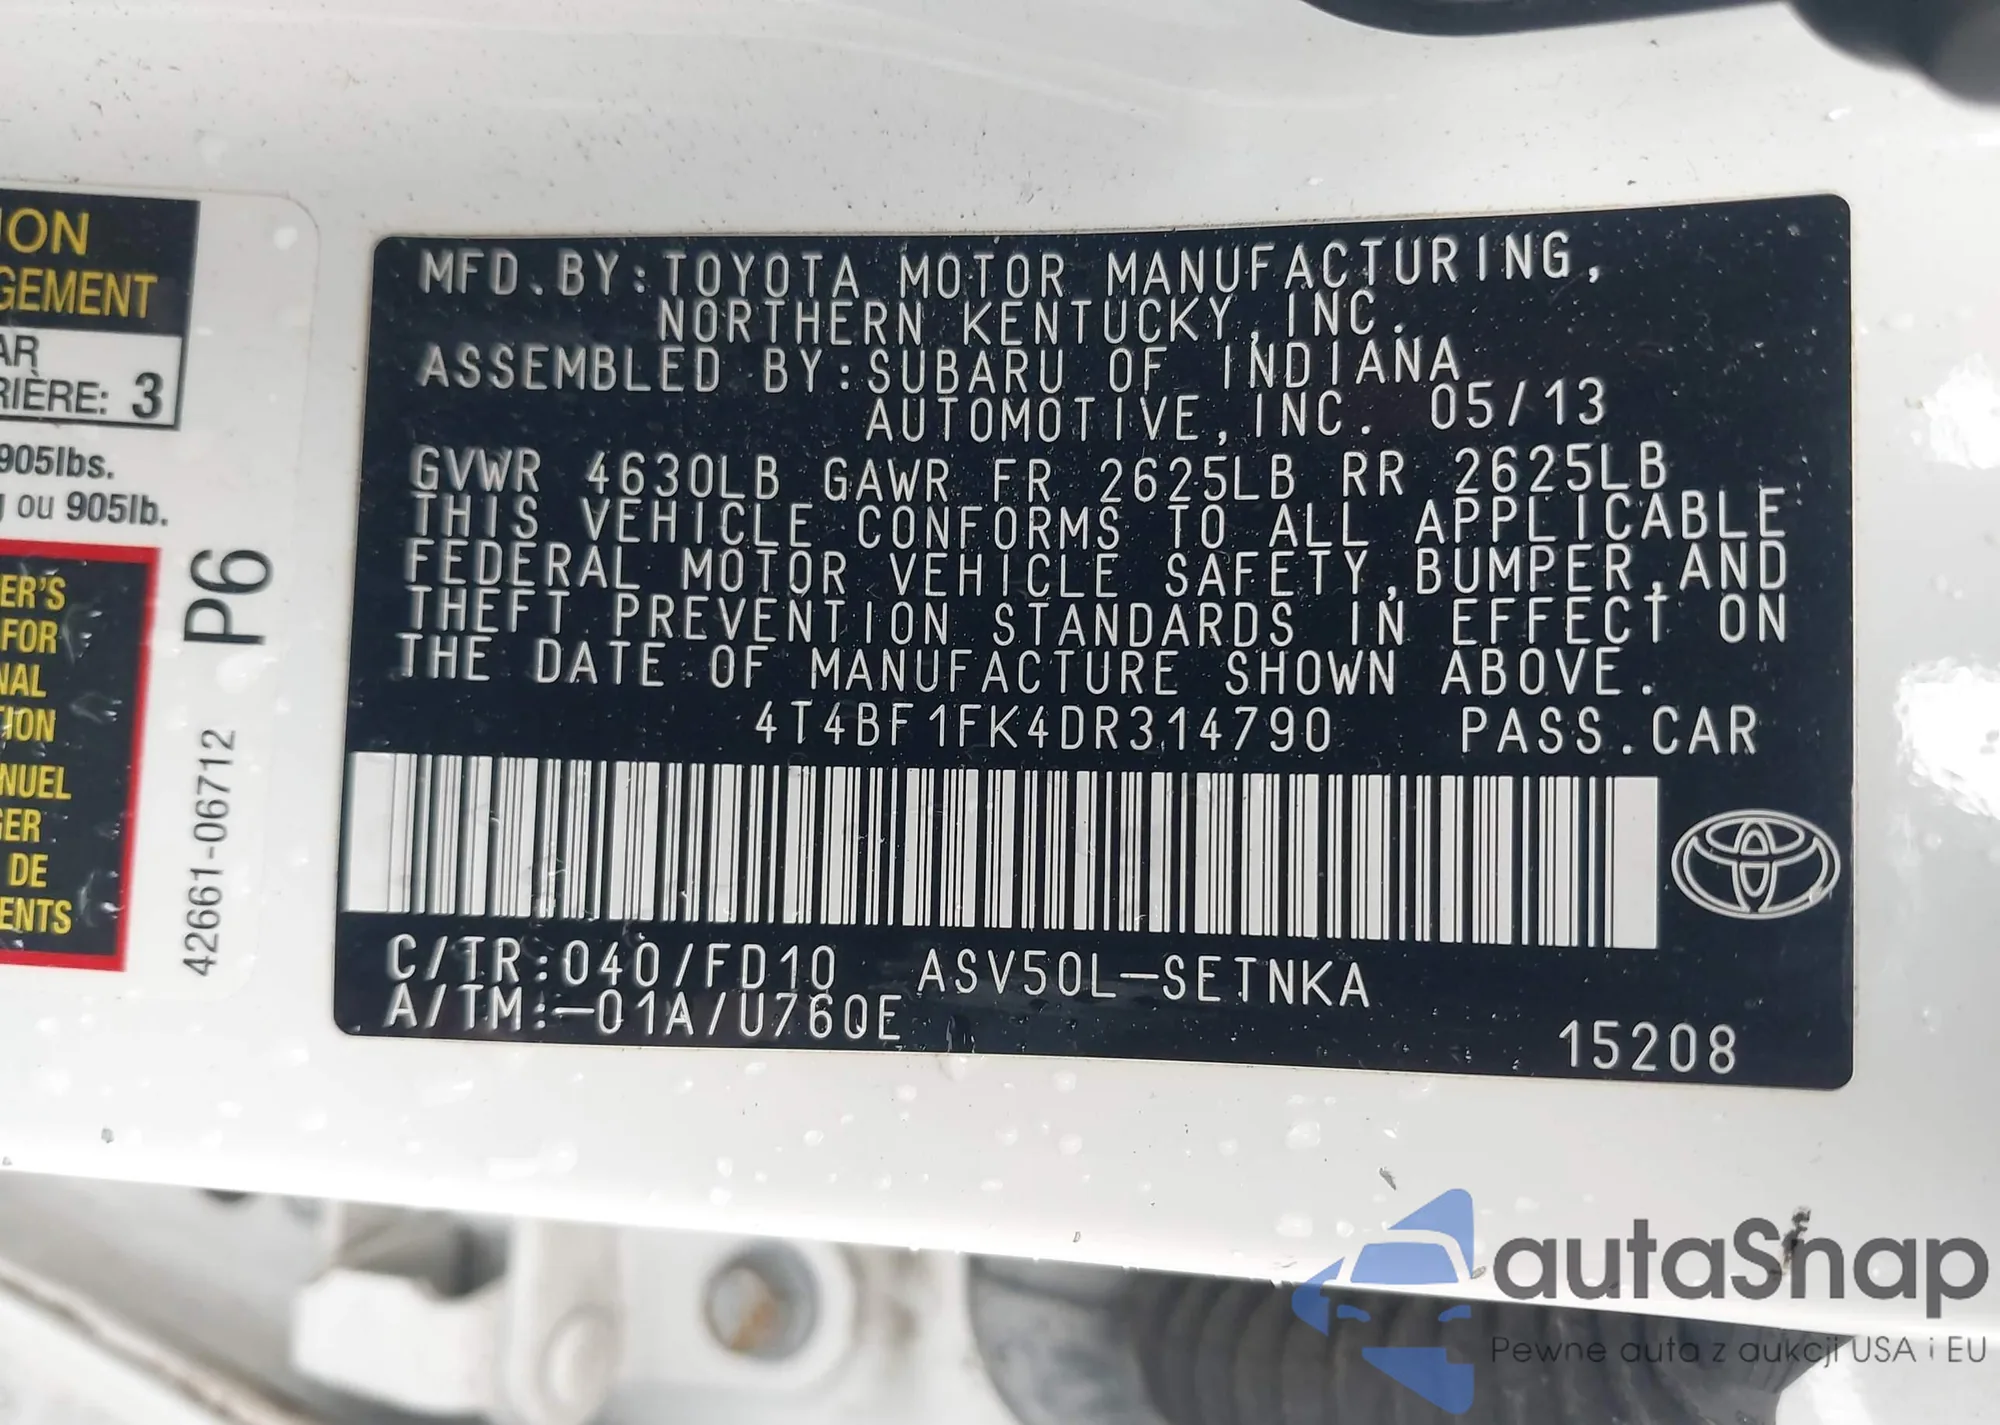 ION
GEMENT
AR
RIÈRE: 3
905lbs.
ou 905lb.
ER'S
FOR
NAL
ION
NUEL
GER
DE
ENTS
P6
42661-06712
MFD.BY:TOYOTA MOTOR MANUFACTURING,
NORTHERN KENTUCKY,INC.
ASSEMBLED BY:SUBARU OF INDIANA
AUTOMOTIVE,INC. 05/13
GVWR 4630LB GAWR FR 2625LB RR 2625LB
THIS VEHICLE CONFORMS TO ALL APPLICABLE
FEDERAL MOTOR VEHICLE SAFETY,BUMPER,AND
THEFT PREVENTION STANDARDS IN EFFECT ON
THE DATE OF MANUFACTURE SHOWN ABOVE.
4T4BF1FK4DR314790 PASS.CAR
C/TR:040/FD10 ASV50L-SETNKA
A/TM:-01A/U760E
15208
autaSnap
Pewne auta z aukcji USA i EU